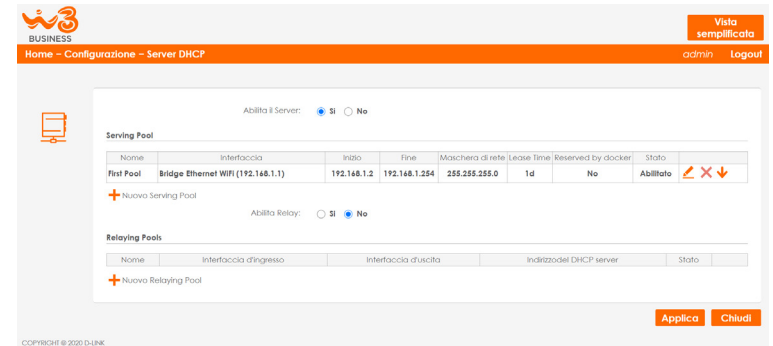 W3
BUSINESS
Vista
semplificata
Home – Configurazione – Server DHCP
admin Logout
Abilita il Server: Si No
Serving Pool
Nome Interfaccia Inizio Fine Maschera di rete Lease Time Reserved by docker Stato
First Pool Bridge Ethernet WiFi (192.168.1.1) 192.168.1.2 192.168.1.254 255.255.255.0 1d No Abilitato
Nuovo Serving Pool
Abilita Relay: Si No
Relaying Pools
Nome Interfaccia d'ingresso Interfaccia d'uscita Indirizzodel DHCP server Stato
Nuovo Relaying Pool
Applica Chiudi
COPYRIGHT @ 2020 D-LINK